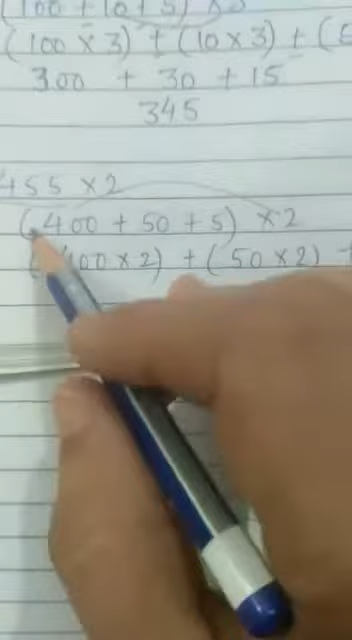 (100 + 10 + 5) × 3
(100 × 3) + (10 × 3) + (5
300 + 30 + 15
345
455 × 2
(400 + 50 + 5) × 2
(400 × 2) + (50 × 2) +